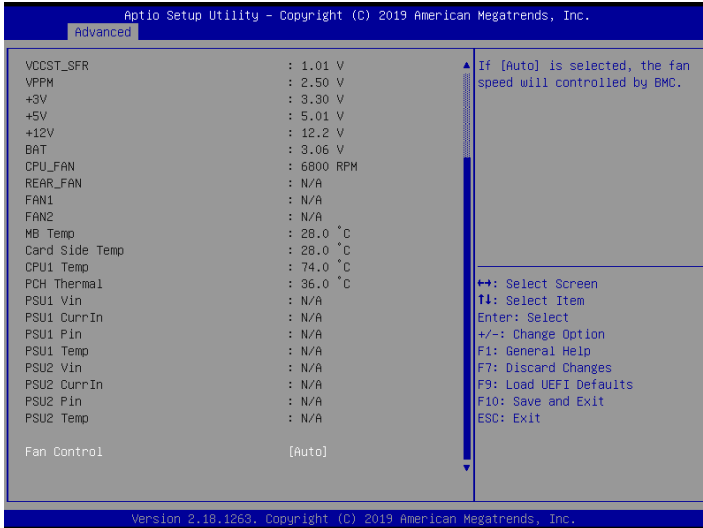 Aptio Setup Utility – Copyright (C) 2019 American Megatrends, Inc.
Advanced
VCCST_SFR : 1.01 V
VPPM : 2.50 V
+3V : 3.30 V
+5V : 5.01 V
+12V : 12.2 V
BAT : 3.06 V
CPU_FAN : 6800 RPM
REAR_FAN : N/A
FAN1 : N/A
FAN2 : N/A
MB Temp : 28.0 °C
Card Side Temp : 28.0 °C
CPU1 Temp : 74.0 °C
PCH Thermal : 36.0 °C
PSU1 Vin : N/A
PSU1 CurrIn : N/A
PSU1 Pin : N/A
PSU1 Temp : N/A
PSU2 Vin : N/A
PSU2 CurrIn : N/A
PSU2 Pin : N/A
PSU2 Temp : N/A
Fan Control [Auto]
If [Auto] is selected, the fan
speed will controlled by BMC.
↔: Select Screen
↑↓: Select Item
Enter: Select
+/-: Change Option
F1: General Help
F7: Discard Changes
F9: Load UEFI Defaults
F10: Save and Exit
ESC: Exit
Version 2.18.1263. Copyright (C) 2019 American Megatrends, Inc.